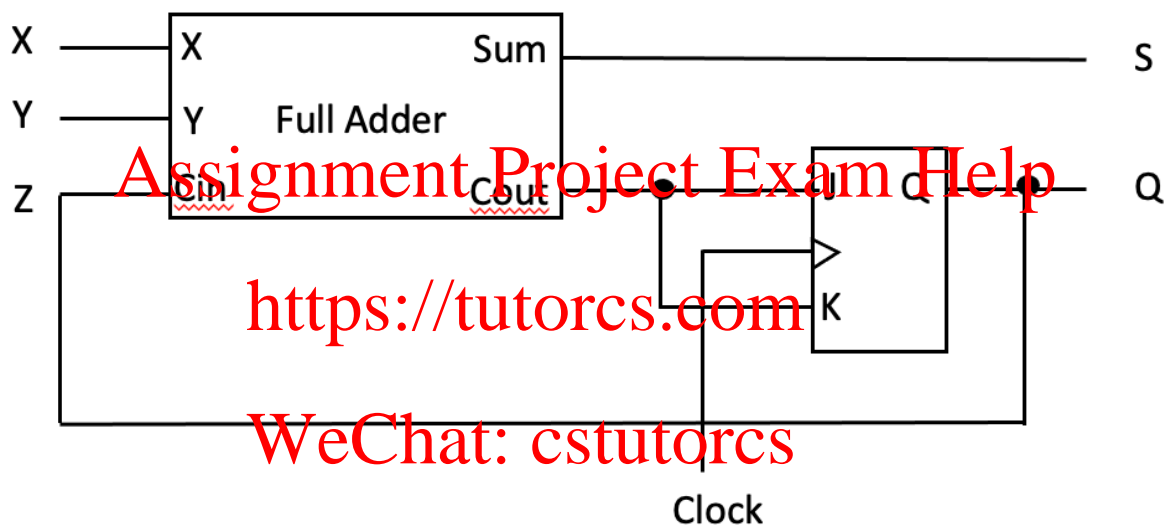 X X Sum S
Y Y Full Adder
Assignment Project Exam Help
Z Cin Cout J Q Q
https://tutorcs.com
K
WeChat: cstutorcs
Clock